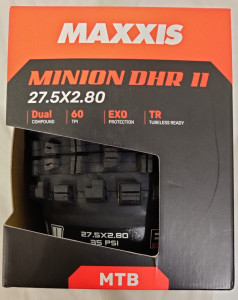 MAXXIS
MINION DHR II
27.5X2.80
Dual 60 EXO TR
COMPOUND TPI PROTECTION TUBELESS READY
II
27.5X2.80
35 PSI
MTB